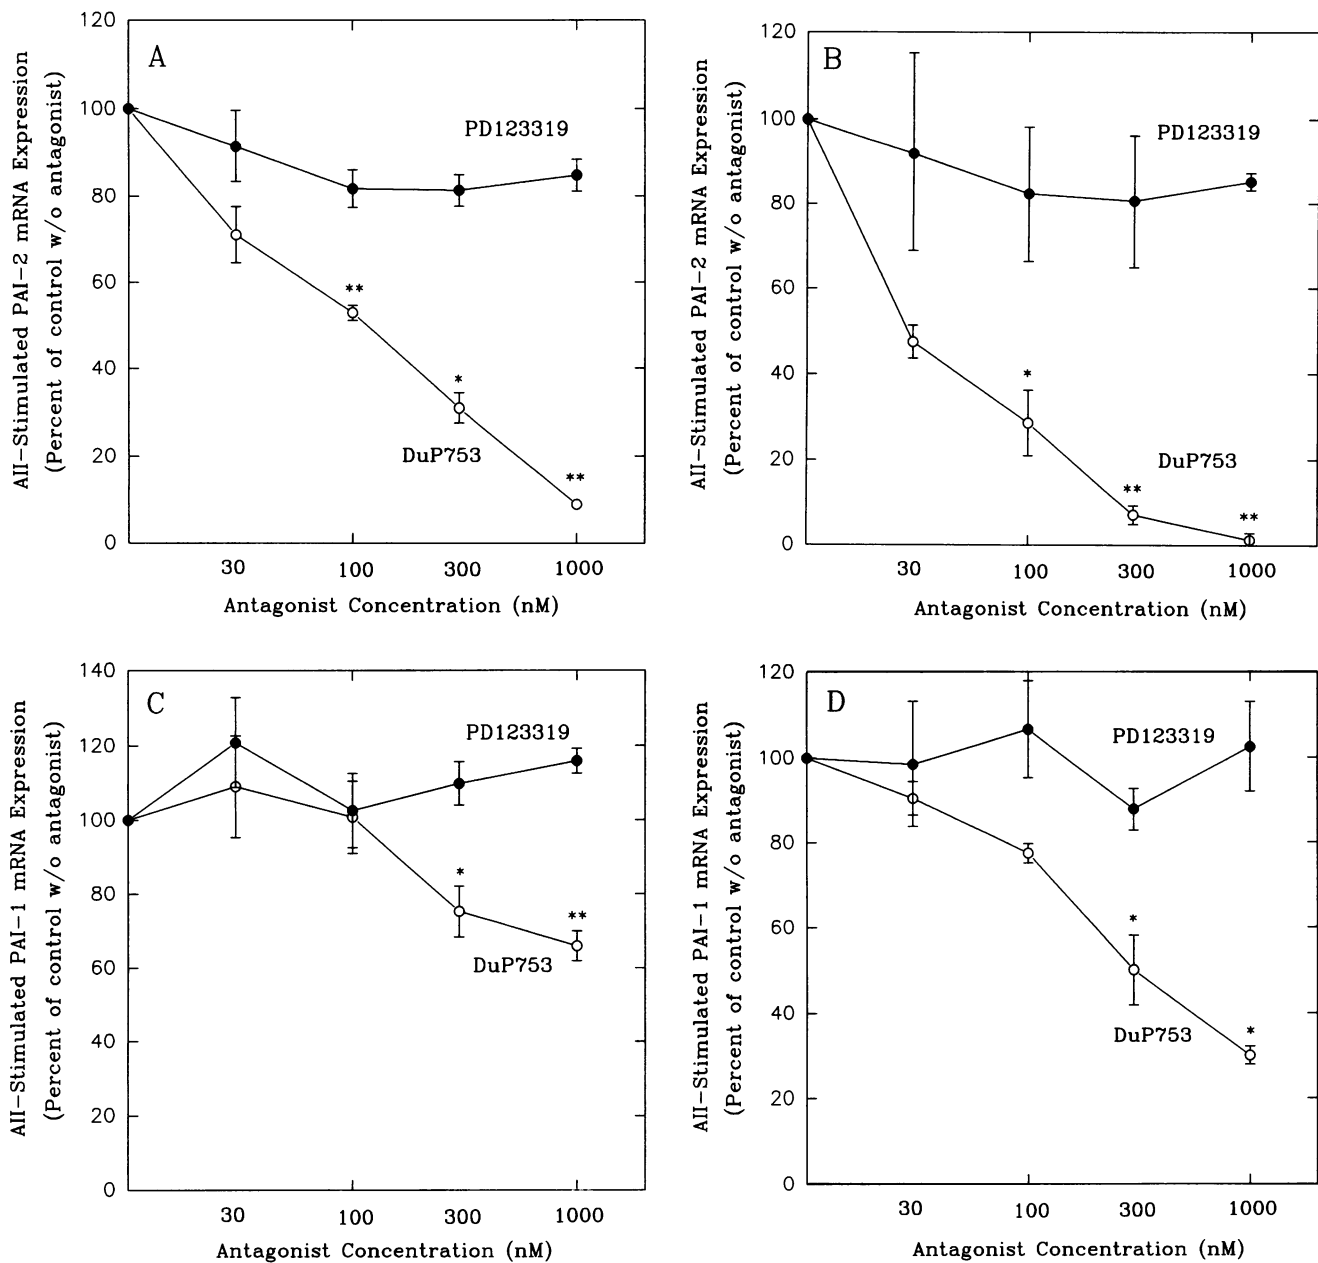 A
AII-Stimulated PAI-2 mRNA Expression
(Percent of control w/o antagonist)
120
100
80
60
40
20
0
PD123319
**
*
DuP753
**
30 100 300 1000
Antagonist Concentration (nM)
B
AII-Stimulated PAI-2 mRNA Expression
(Percent of control w/o antagonist)
120
100
80
60
40
20
0
PD123319
*
DuP753
**
**
30 100 300 1000
Antagonist Concentration (nM)
C
AII-Stimulated PAI-1 mRNA Expression
(Percent of control w/o antagonist)
140
120
100
80
60
40
20
0
PD123319
*
**
DuP753
30 100 300 1000
Antagonist Concentration (nM)
D
AII-Stimulated PAI-1 mRNA Expression
(Percent of control w/o antagonist)
120
100
80
60
40
20
0
PD123319
*
DuP753
*
30 100 300 1000
Antagonist Concentration (nM)